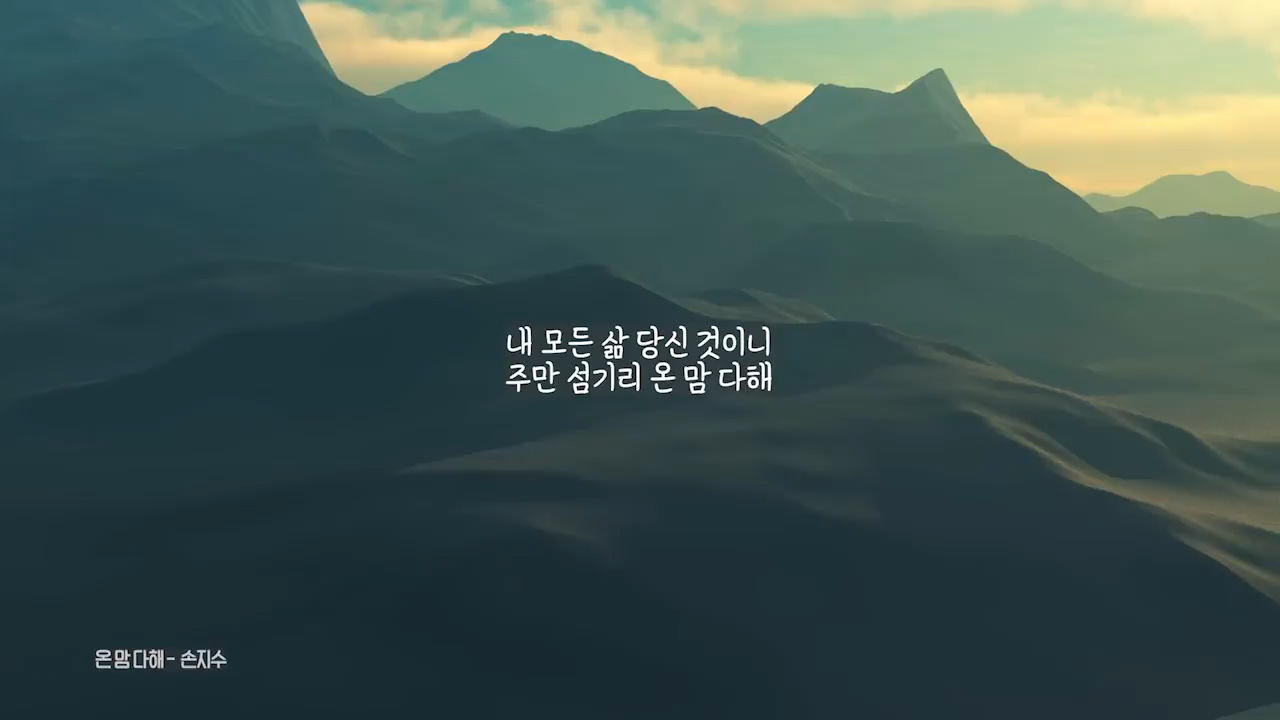 내 모든 삶 당신 것이니
주만 섬기리 온 맘 다해
온맘다해 - 손지수